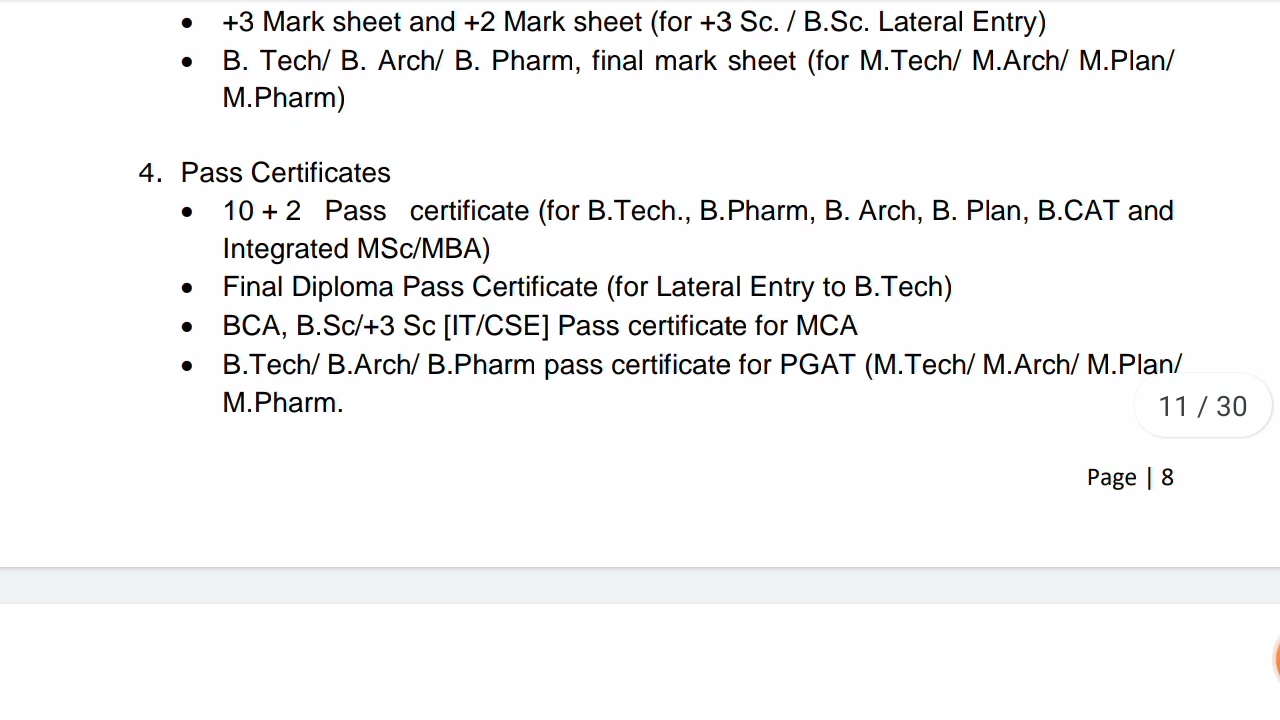 • +3 Mark sheet and +2 Mark sheet (for +3 Sc. / B.Sc. Lateral Entry)
• B. Tech/ B. Arch/ B. Pharm, final mark sheet (for M.Tech/ M.Arch/ M.Plan/
M.Pharm)
4. Pass Certificates
• 10 + 2 Pass certificate (for B.Tech., B.Pharm, B. Arch, B. Plan, B.CAT and
Integrated MSc/MBA)
• Final Diploma Pass Certificate (for Lateral Entry to B.Tech)
• BCA, B.Sc/+3 Sc [IT/CSE] Pass certificate for MCA
• B.Tech/ B.Arch/ B.Pharm pass certificate for PGAT (M.Tech/ M.Arch/ M.Plan/
M.Pharm.
11 / 30
Page | 8